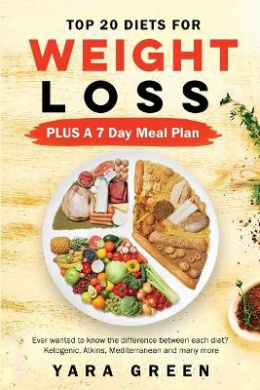 TOP 20 DIETS FOR
WEIGHT
LOSS
PLUS A 7 Day Meal Plan
Ever wanted to know the difference between each diet?
Ketogenic, Atkins, Mediterranean and many more
YARA GREEN